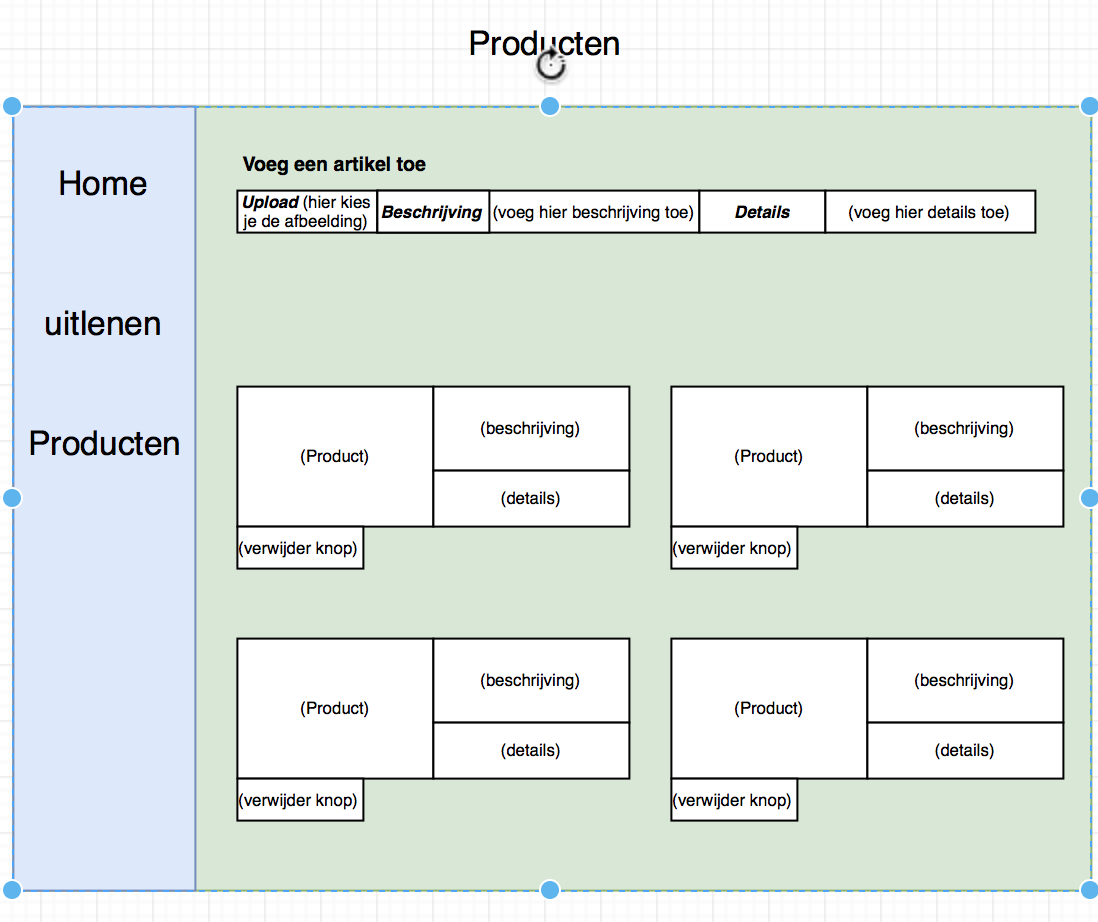 Producten
Home
uitlenen
Producten
Voeg een artikel toe
Upload (hier kies
je de afbeelding)
Beschrijving
(voeg hier beschrijving toe)
Details
(voeg hier details toe)
(Product)
(beschrijving)
(details)
(verwijder knop)
(Product)
(beschrijving)
(details)
(verwijder knop)
(Product)
(beschrijving)
(details)
(verwijder knop)
(Product)
(beschrijving)
(details)
(verwijder knop)